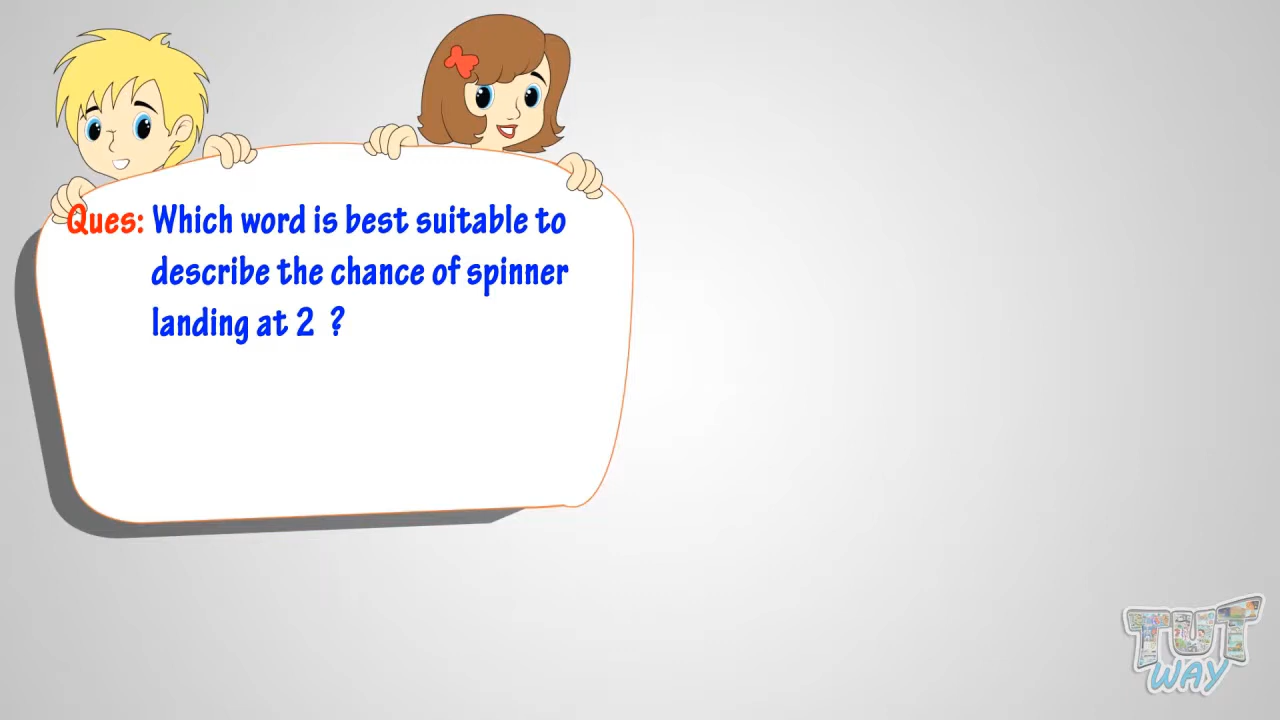 Ques: Which word is best suitable to
describe the chance of spinner
landing at 2 ?
TUT
WAY